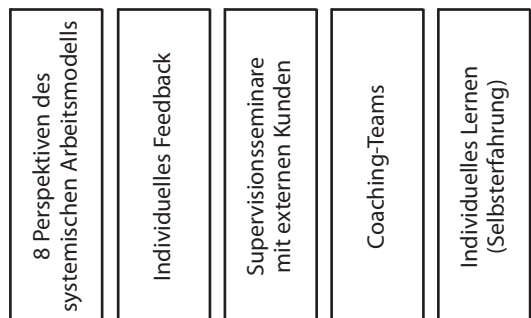 8 Perspektiven des
systemischen Arbeitsmodells
Individuelles Feedback
Supervisionsseminare
mit externen Kunden
Coaching-Teams
Individuelles Lernen
(Selbsterfahrung)